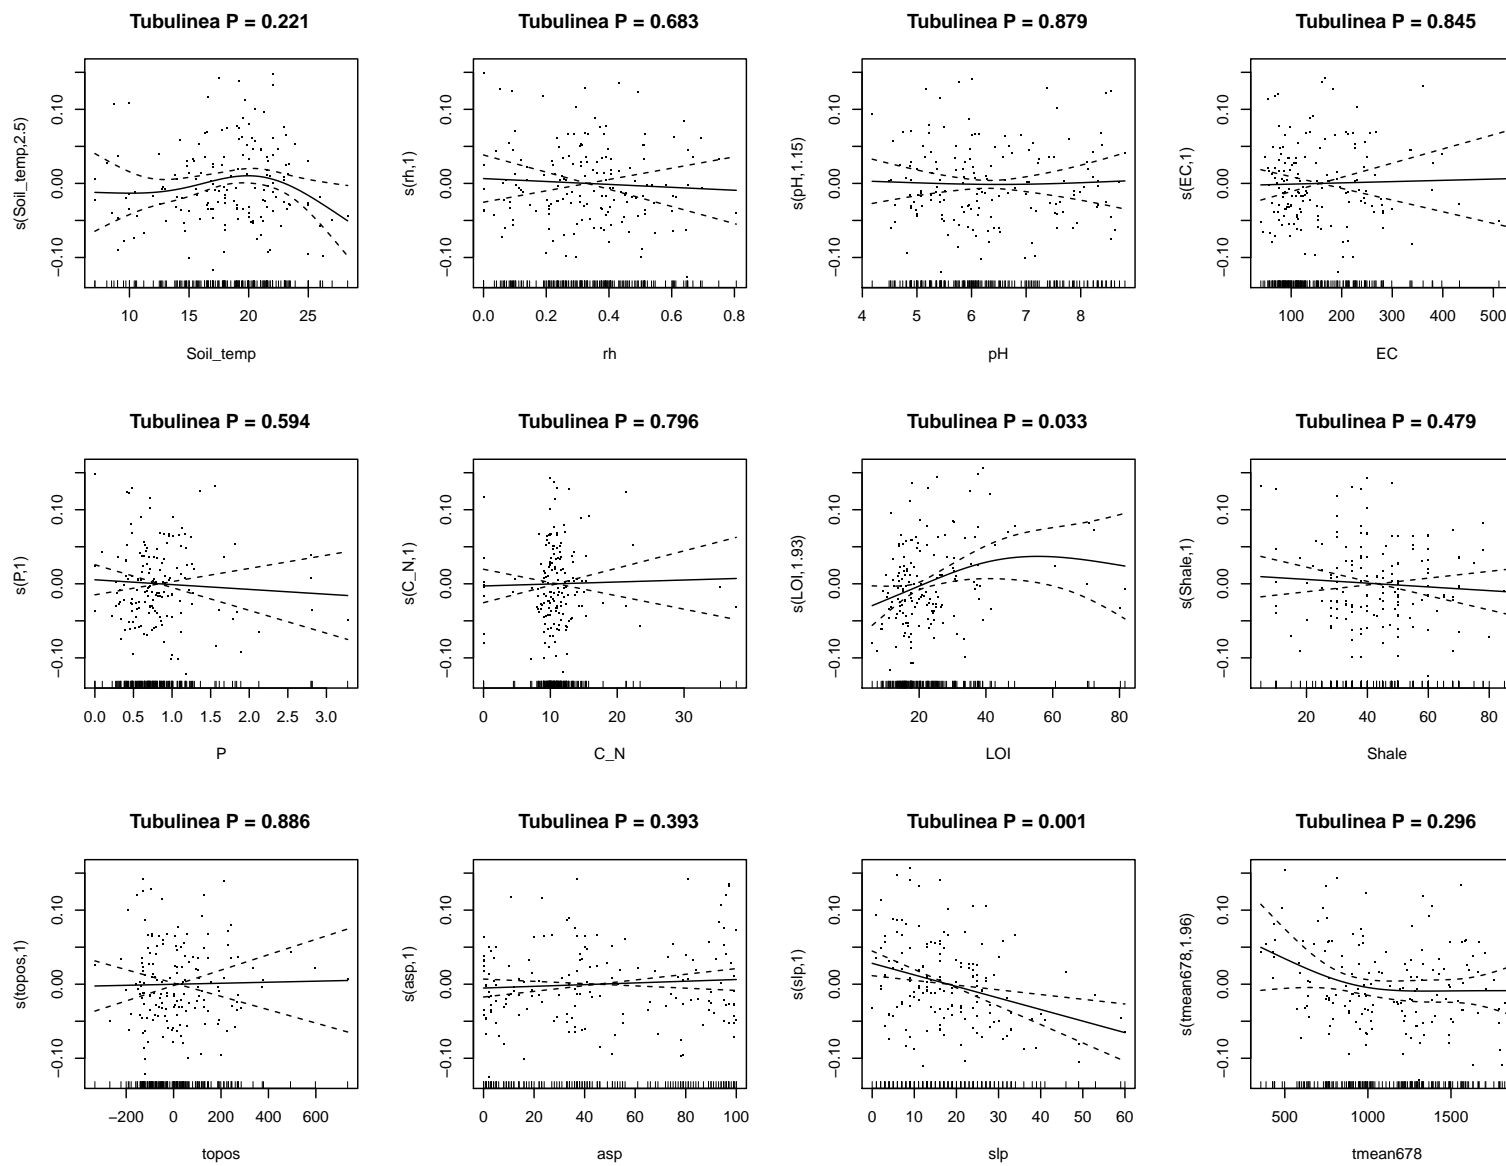 Tubulinea P = 0.221
s(Soil_temp,2.5)
−0.10 0.00 0.10
10 15 20 25
Soil_temp
Tubulinea P = 0.683
s(rh,1)
−0.10 0.00 0.10
0.0 0.2 0.4 0.6 0.8
rh
Tubulinea P = 0.879
s(pH,1.15)
−0.10 0.00 0.10
4 5 6 7 8
pH
Tubulinea P = 0.845
s(EC,1)
−0.10 0.00 0.10
100 200 300 400 500
EC
Tubulinea P = 0.594
s(P,1)
−0.10 0.00 0.10
0.0 0.5 1.0 1.5 2.0 2.5 3.0
P
Tubulinea P = 0.796
s(C_N,1)
−0.10 0.00 0.10
0 10 20 30
C_N
Tubulinea P = 0.033
s(LOI,1.93)
−0.10 0.00 0.10
20 40 60 80
LOI
Tubulinea P = 0.479
s(Shale,1)
−0.10 0.00 0.10
20 40 60 80
Shale
Tubulinea P = 0.886
s(topos,1)
−0.10 0.00 0.10
−200 0 200 400 600
topos
Tubulinea P = 0.393
s(asp,1)
−0.10 0.00 0.10
0 20 40 60 80 100
asp
Tubulinea P = 0.001
s(slp,1)
−0.10 0.00 0.10
0 10 20 30 40 50 60
slp
Tubulinea P = 0.296
s(tmean678,1.96)
−0.10 0.00 0.10
500 1000 1500
tmean678